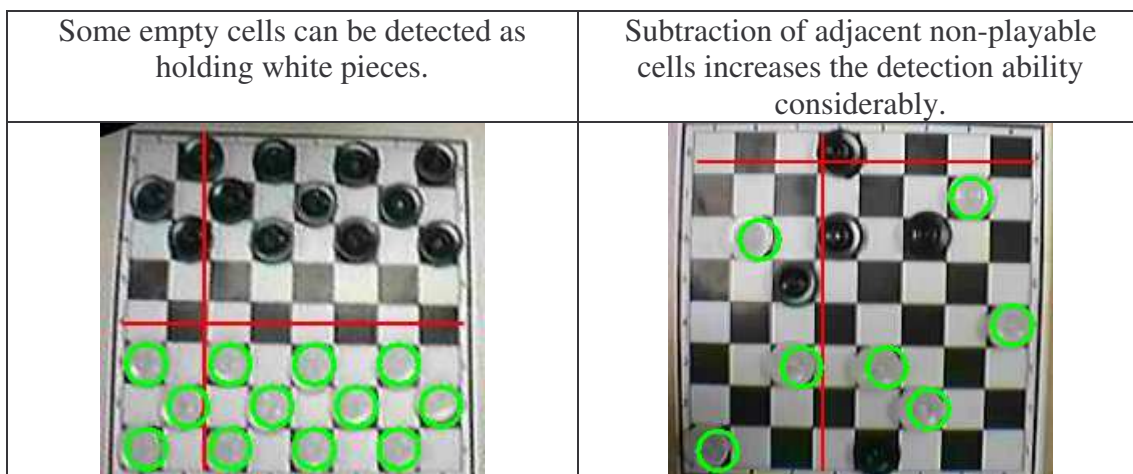 Some empty cells can be detected as
holding white pieces.
Subtraction of adjacent non-playable
cells increases the detection ability
considerably.